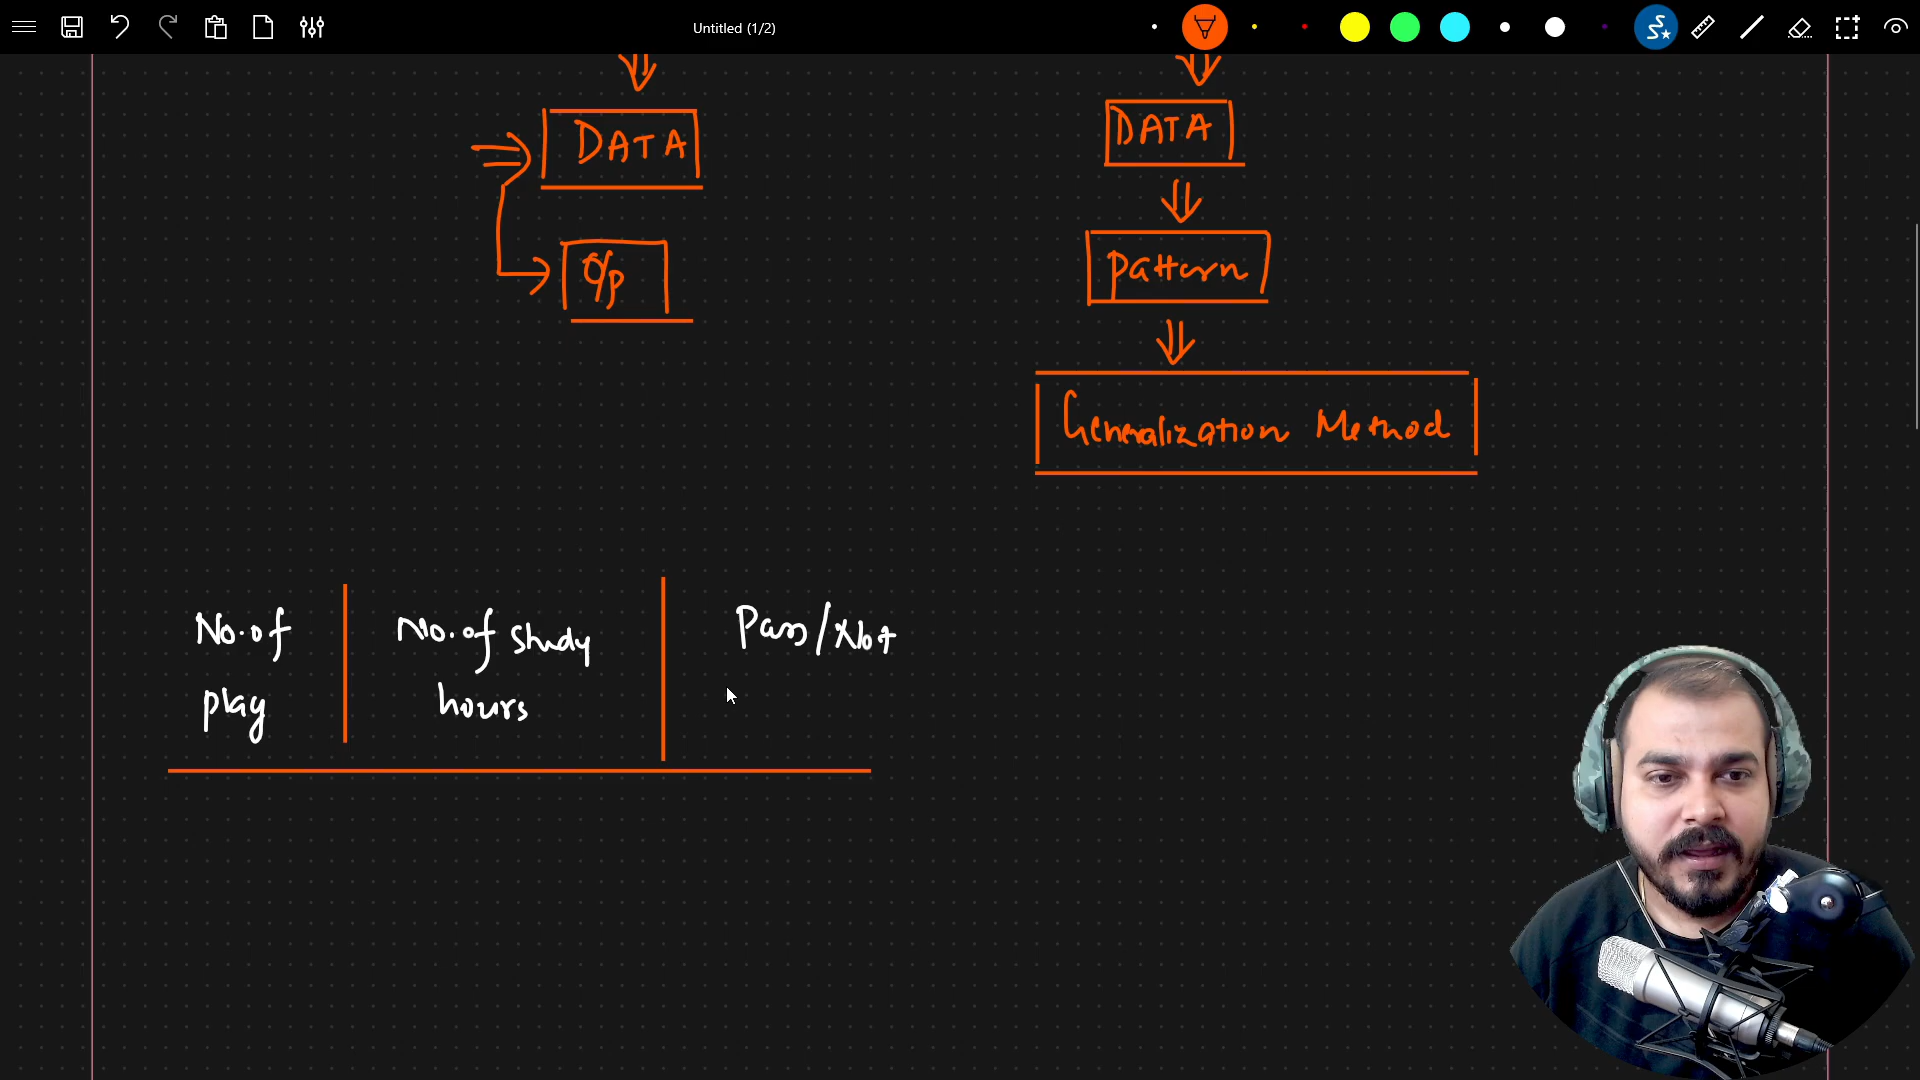 Untitled (1/2)
DATA
DATA
O/p
Pattern
Generalization Method
No. of play
No. of study hours
Pass/Not